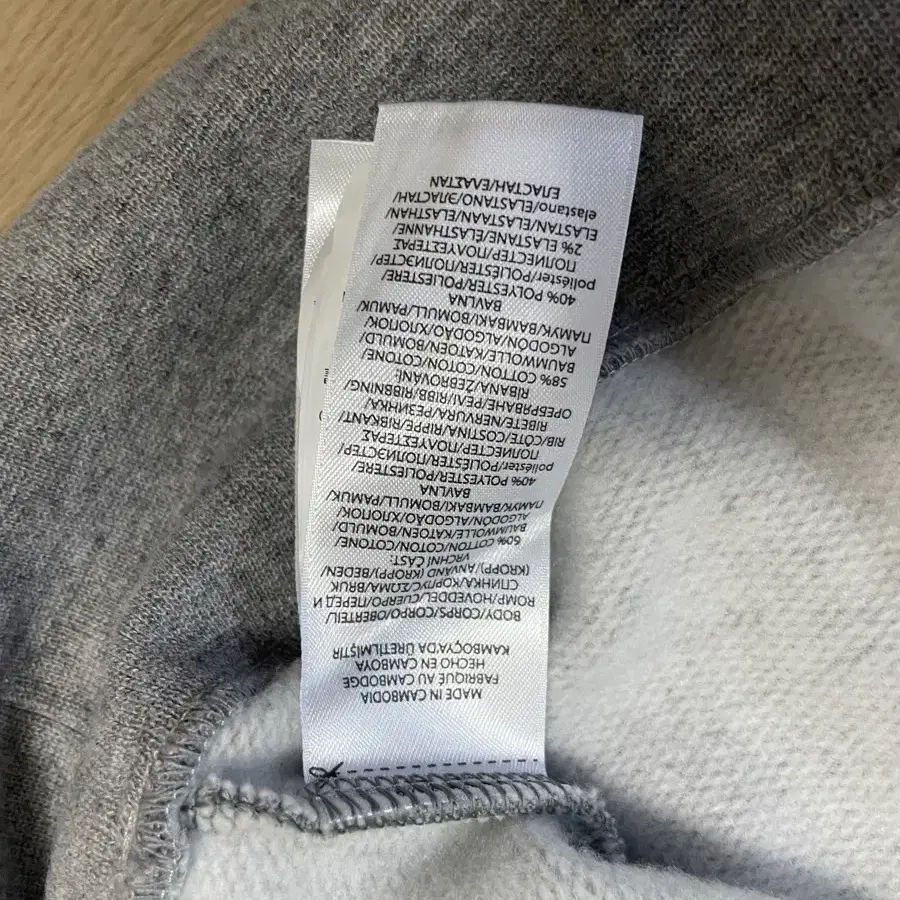 MADE IN CAMBODIA
FABRIQUÉ AU CAMBODGE
HECHO EN CAMBOYA
KAMBOÇYA'DA ÜRETİLMİŞTİR
BODY/CORPS/CORPO/OBERTEIL/
ROMP/HOVEDDEL/CUERPO/ПЕРЕД И
СПИНКА/КОРПУС/ΣΩΜΑ/BRUK
(KROPP)/ANVÄND (KROPP)/BEDEN/
VRCHNÍ ČÁST:
60% COTTON/COTON/COTONE/
BAUMWOLLE/KATOEN/BOMULD/
ALGODÓN/ALGODÃO/ХЛОПОК/
ПАМУК/ΒΑΜΒΑΚΙ/BOMULL/PAMUK/
BAVLNA
40% POLYESTER/POLIESTERE/
poliéster/POLIÉSTER/ПОЛИЭСТЕР/
ПОЛИЕСТЕР/ΠΟΛΥΕΣΤΕΡΑΣ
RIB/CÔTE/COSTINA/RIPPE/RIBKANT/
RIBETE/NERVURA/РЕЗИНКА/
ОРЕБРЯВАНЕ/ΡΕΛΙ/RIBB/RIBBNING/
RIBANA/ŽEBROVÁNÍ:
58% COTTON/COTON/COTONE/
BAUMWOLLE/KATOEN/BOMULD/
ALGODÓN/ALGODÃO/ХЛОПОК/
ПАМУК/ΒΑΜΒΑΚΙ/BOMULL/PAMUK/
BAVLNA
40% POLYESTER/POLIESTERE/
poliéster/POLIÉSTER/ПОЛИЭСТЕР/
ПОЛИЕСТЕР/ΠΟΛΥΕΣΤΕΡΑΣ
2% ELASTANE/ELASTHANNE/
ELASTAN/ELASTAAN/ELASTHAN/
elastano/ELASTANO/ЭЛАСТАН/
ЕЛАСТАН/ΕΛΑΣΤΑΝ